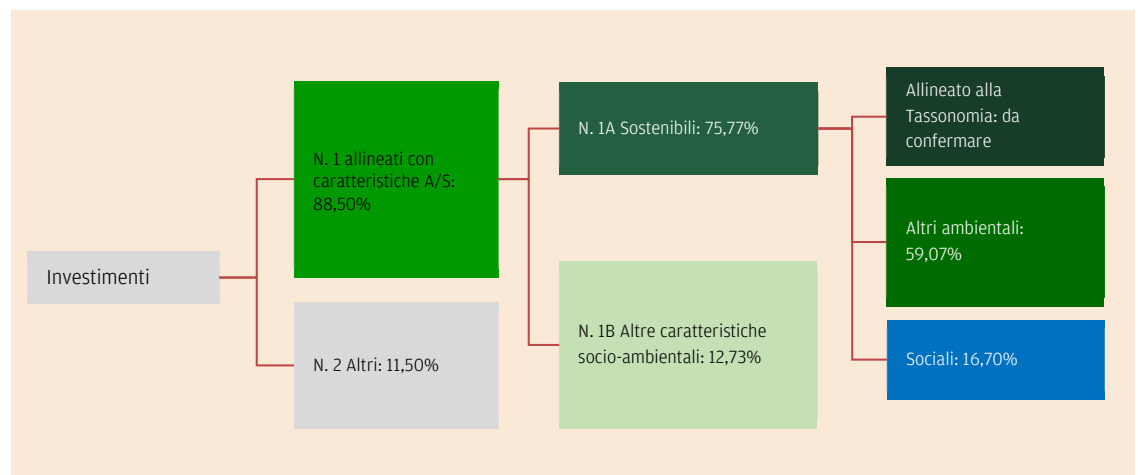 Investimenti
N. 1 allineati con
caratteristiche A/S:
88,50%
N. 2 Altri: 11,50%
N. 1A Sostenibili: 75,77%
N. 1B Altre caratteristiche
socio-ambientali: 12,73%
Allineato alla
Tassonomia: da
confermare
Altri ambientali:
59,07%
Sociali: 16,70%